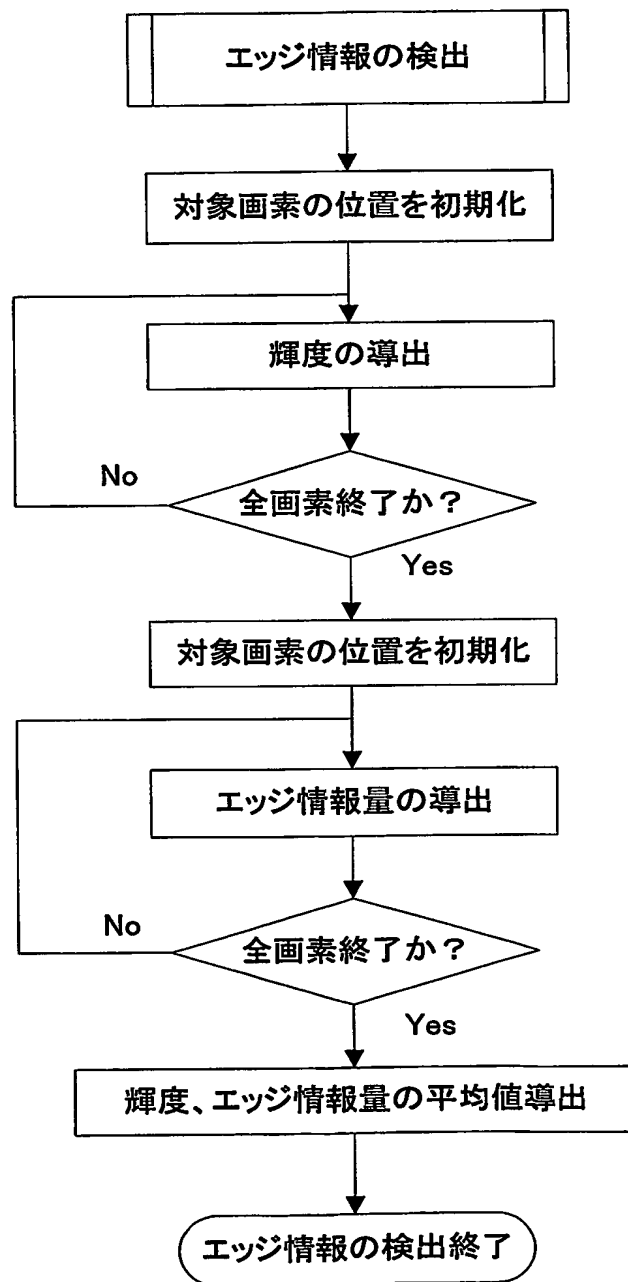 エッジ情報の検出
対象画素の位置を初期化
輝度の導出
No
全画素終了か？
Yes
対象画素の位置を初期化
エッジ情報量の導出
No
全画素終了か？
Yes
輝度、エッジ情報量の平均値導出
エッジ情報の検出終了